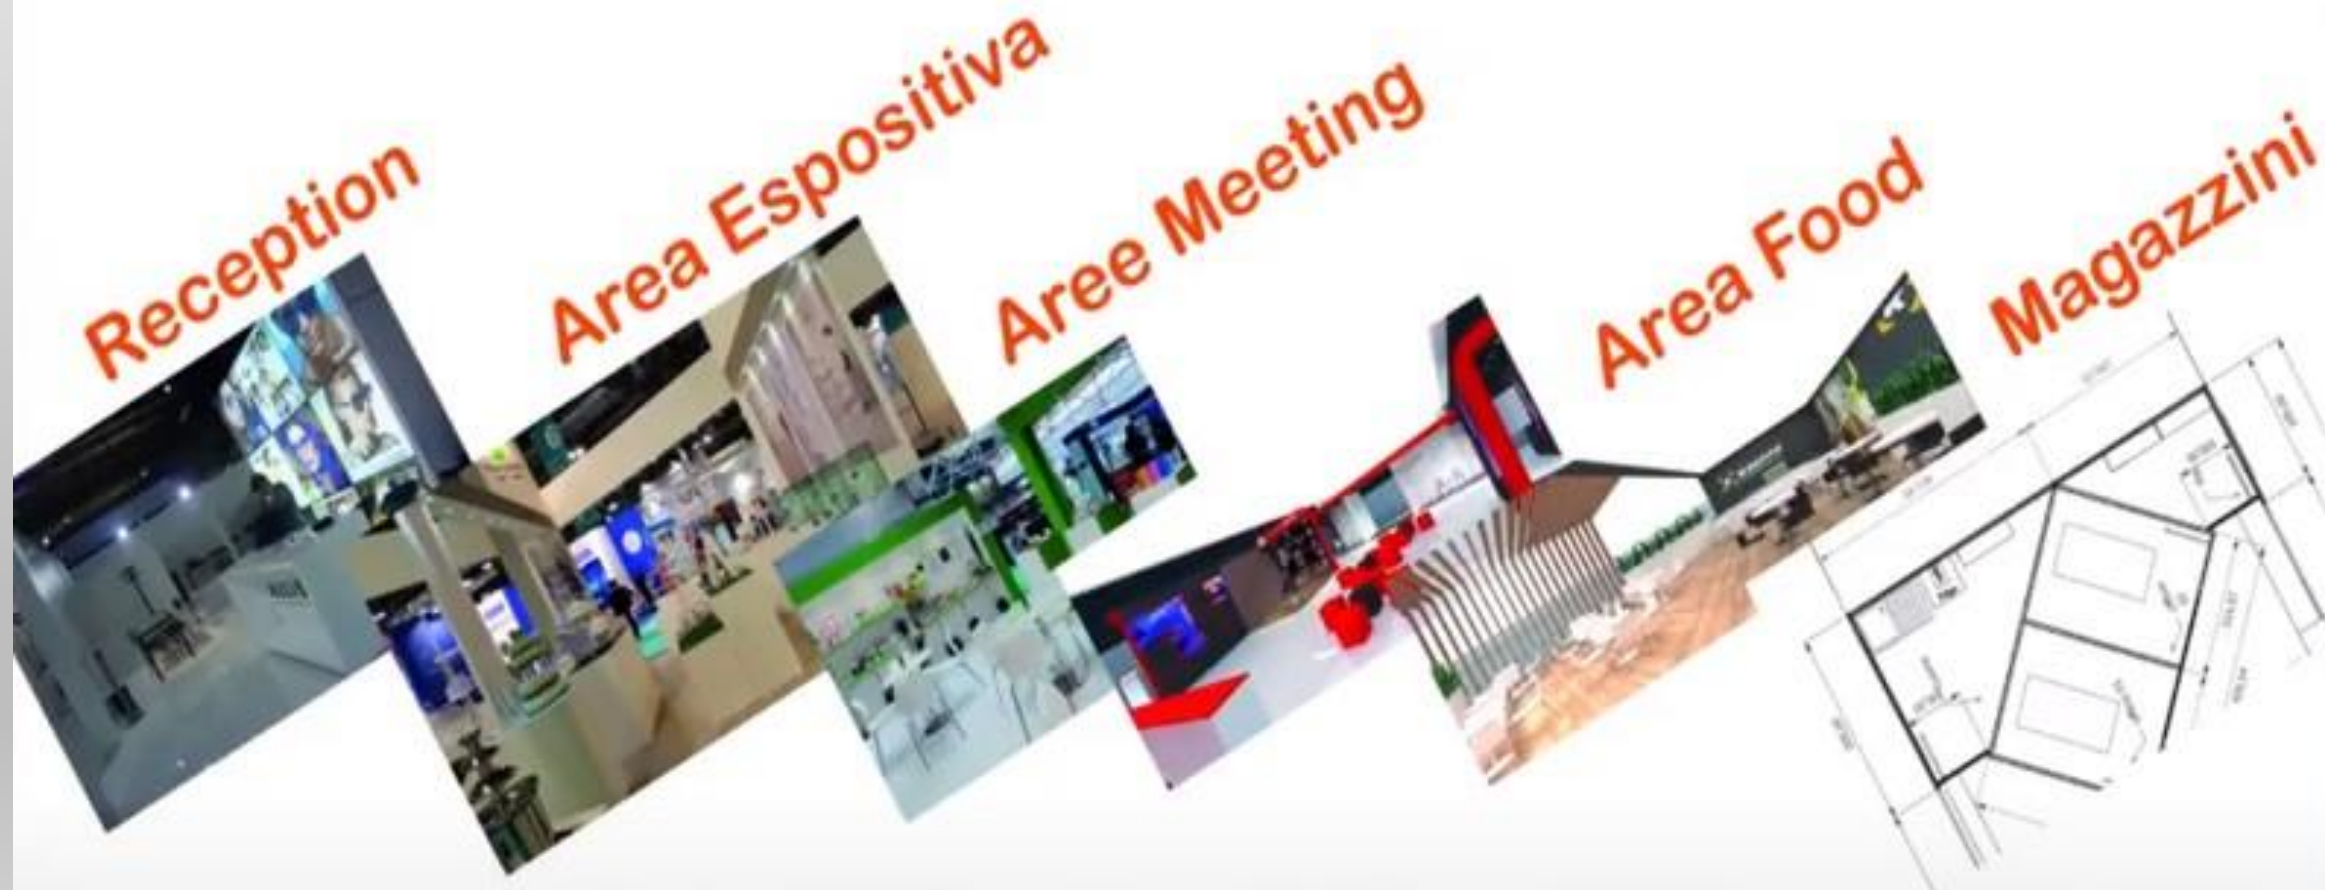 Reception
Area Espositiva
Aree Meeting
Area Food
Magazzini